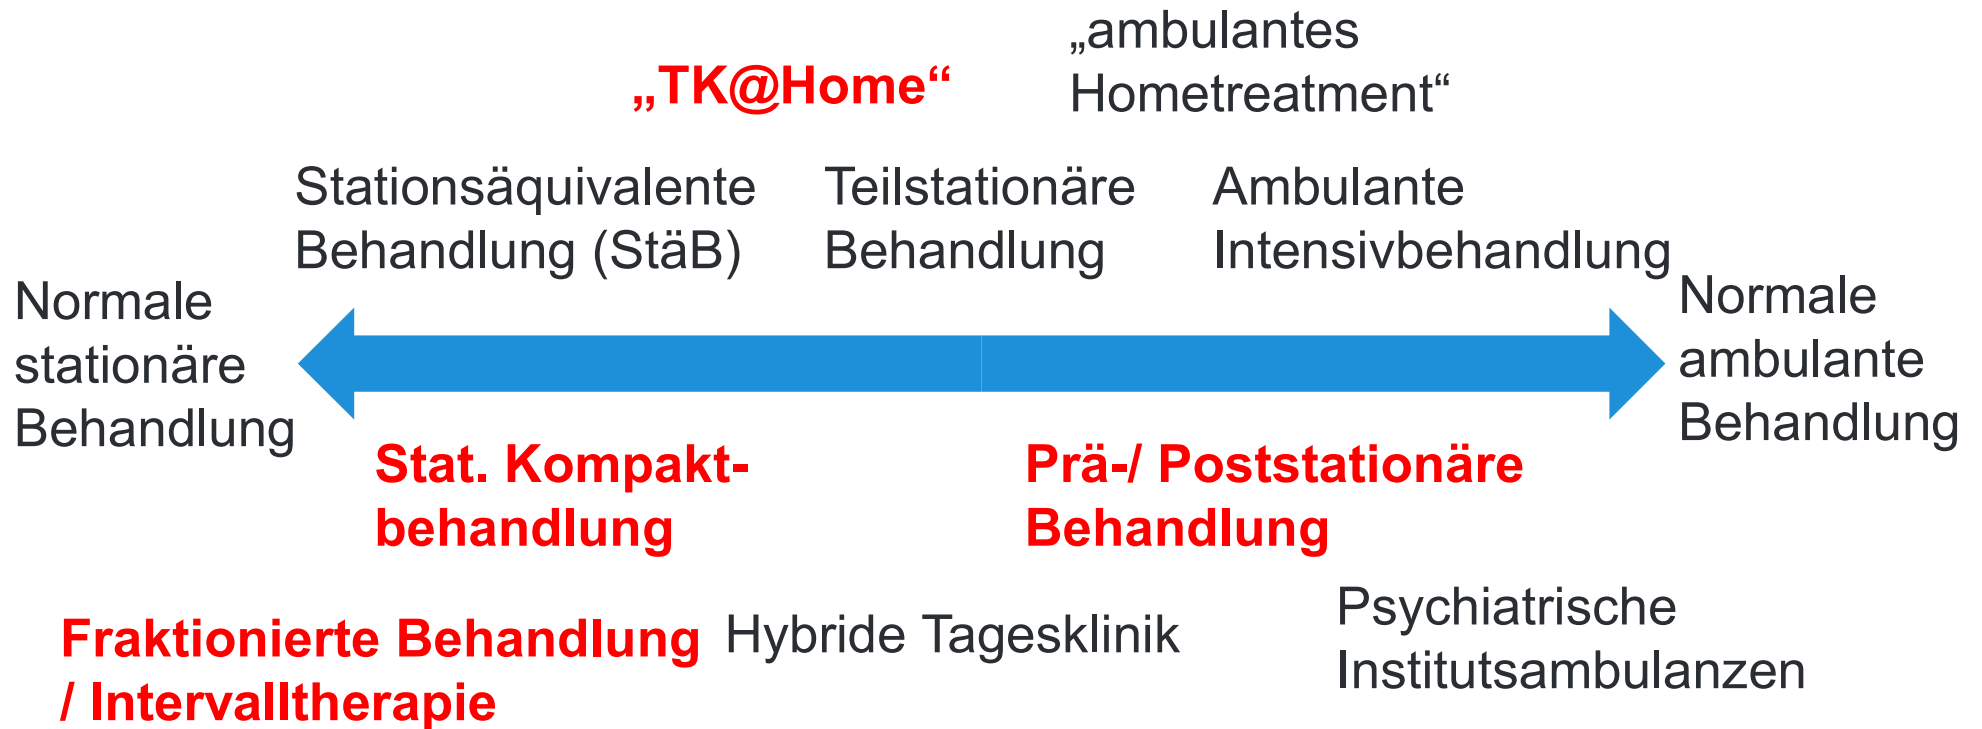 „ambulantes
Hometreatment“
„TK@Home“
Stationsäquivalente
Behandlung (StäB)
Teilstationäre
Behandlung
Ambulante
Intensivbehandlung
Normale
stationäre
Behandlung
Normale
ambulante
Behandlung
Stat. Kompakt-
behandlung
Prä-/ Poststationäre
Behandlung
Fraktionierte Behandlung
/ Intervalltherapie
Hybride Tagesklinik
Psychiatrische
Institutsambulanzen